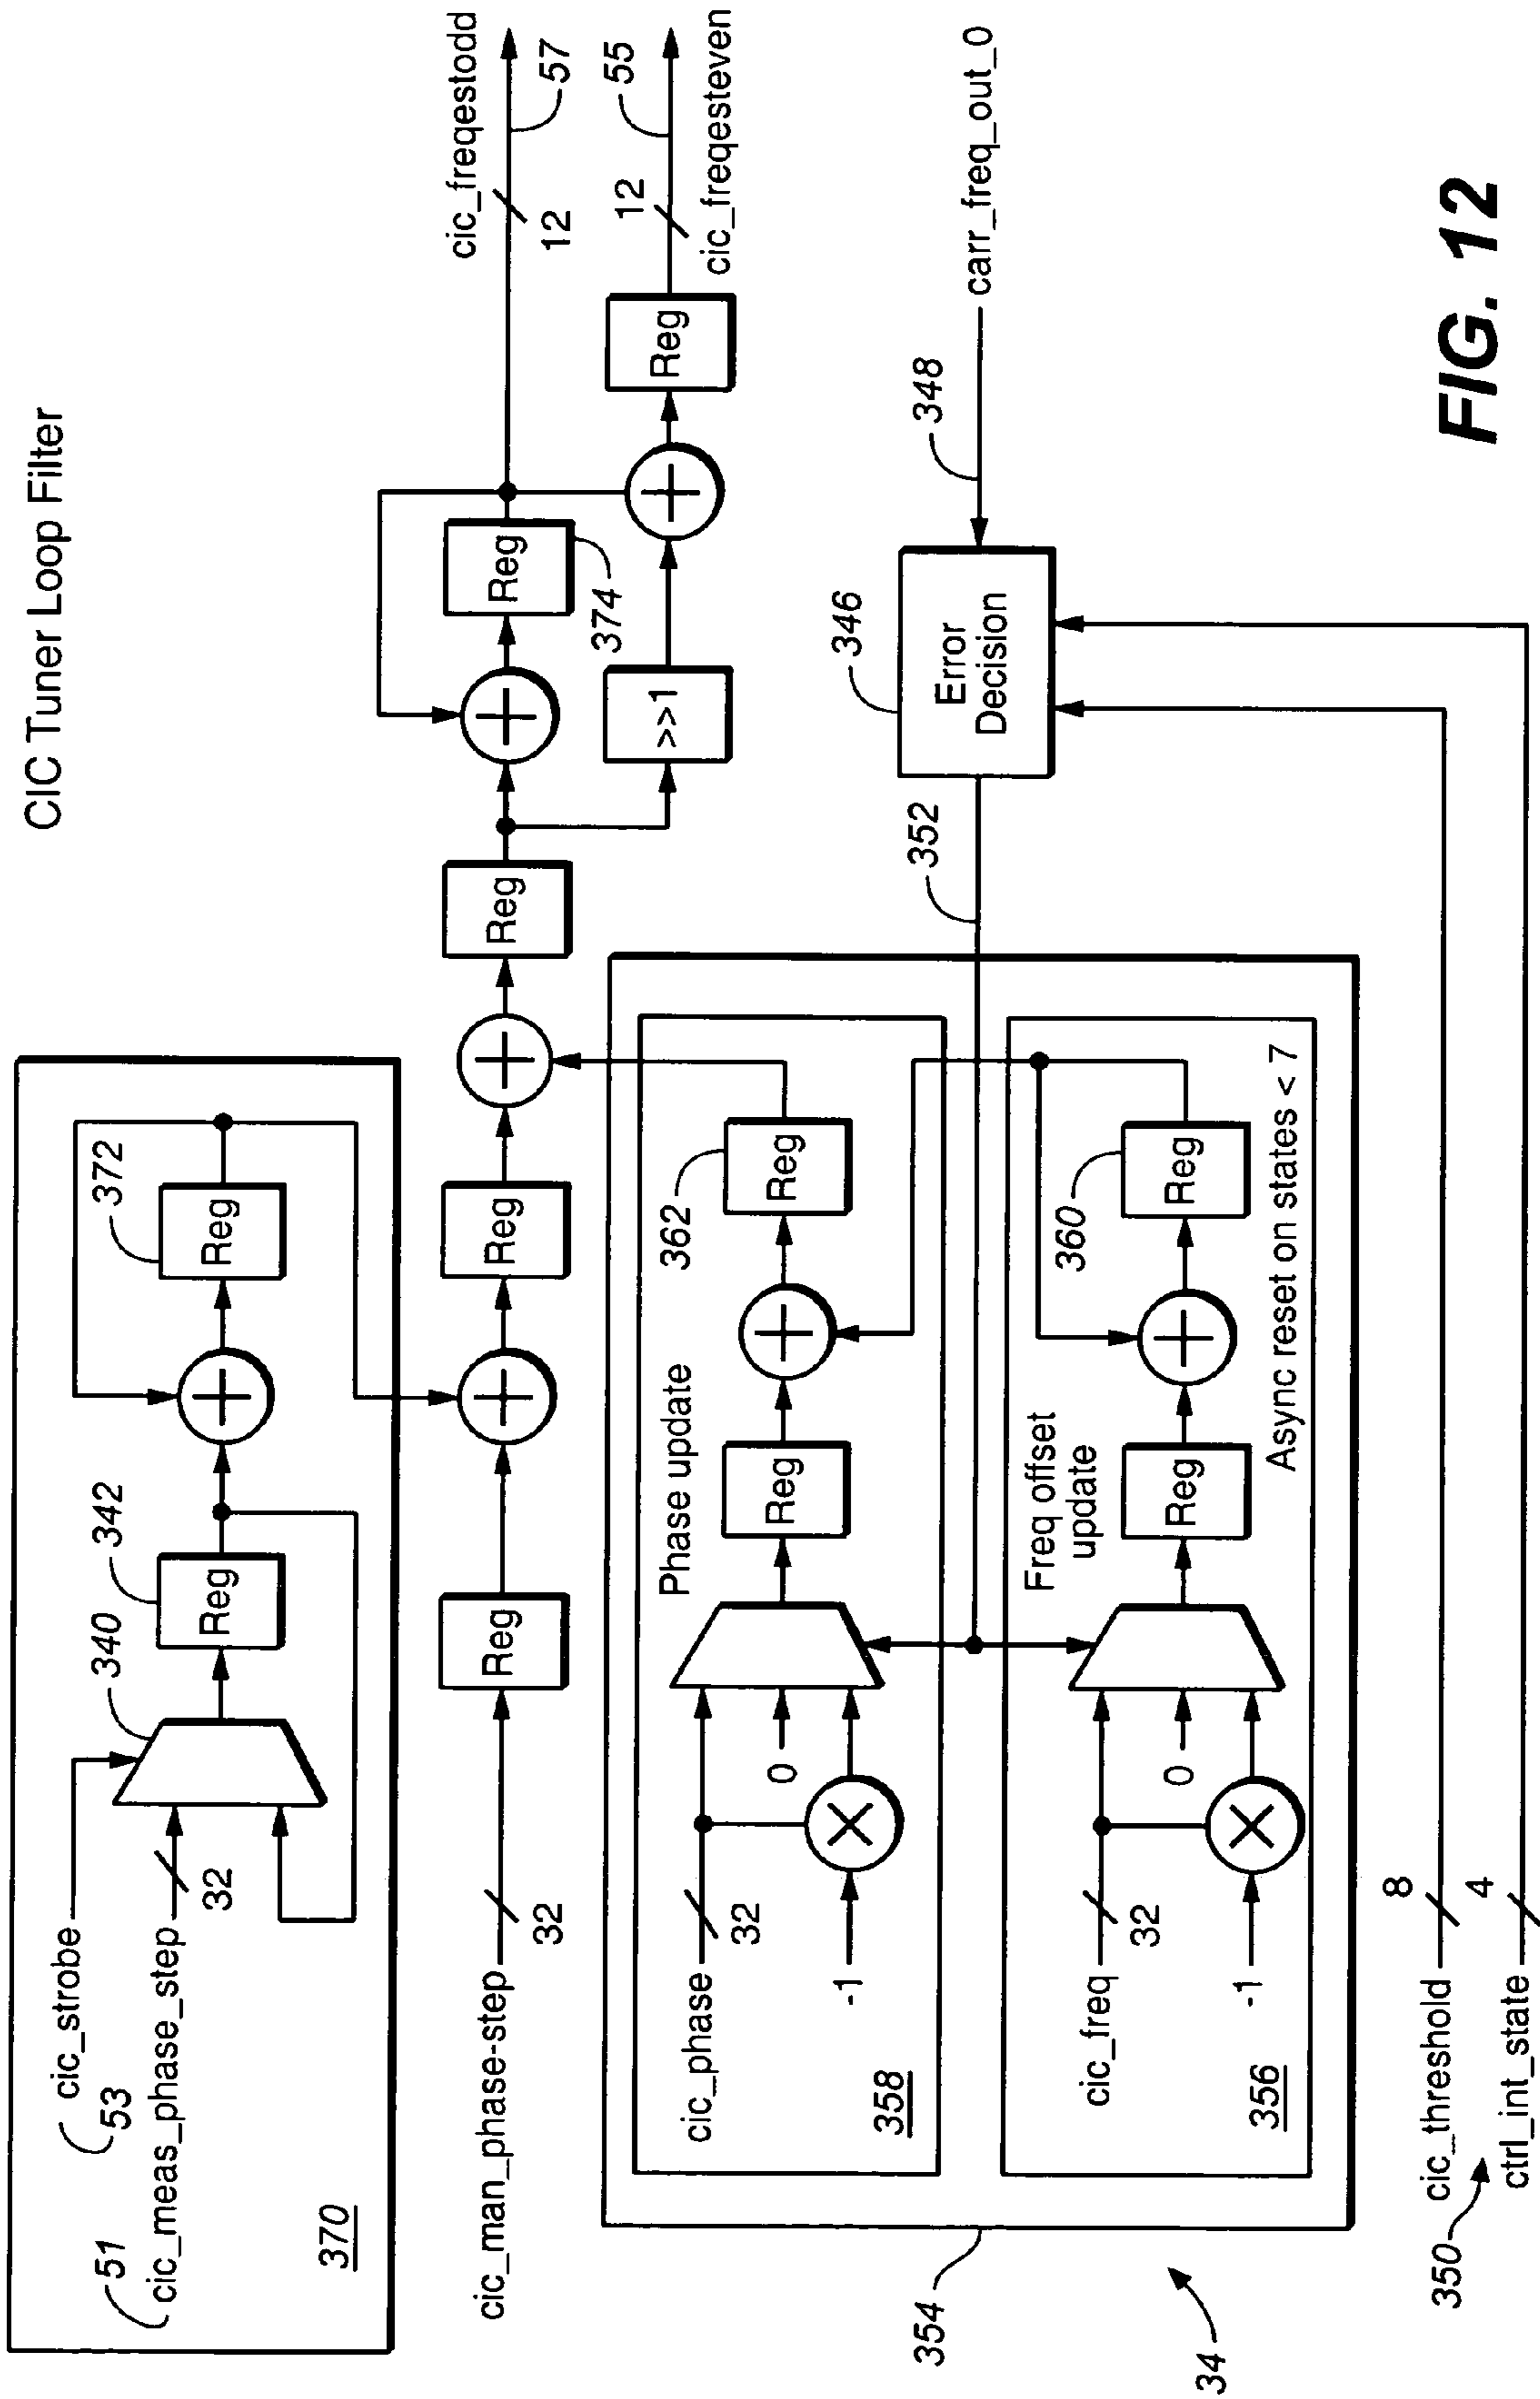 CIC Tuner Loop Filter
cic_strobe
53
51
cic_meas_phase_step
32
340
342
Reg
372
Reg
370
cic_man_phase-step
32
Reg
Reg
Reg
Reg
374
cic_freqestodd
12
57
>>1
Reg
12
55
cic_freqesteven
cic_phase
32
-1
0
Phase update
Reg
362
Reg
358
cic_freq
32
-1
0
Freq offset
update
Reg
360
Reg
Async reset on states < 7
356
354
34
352
346
Error
Decision
348
carr_freq_out_0
cic_threshold
8
350
ctrl_int_state
4
FIG. 12